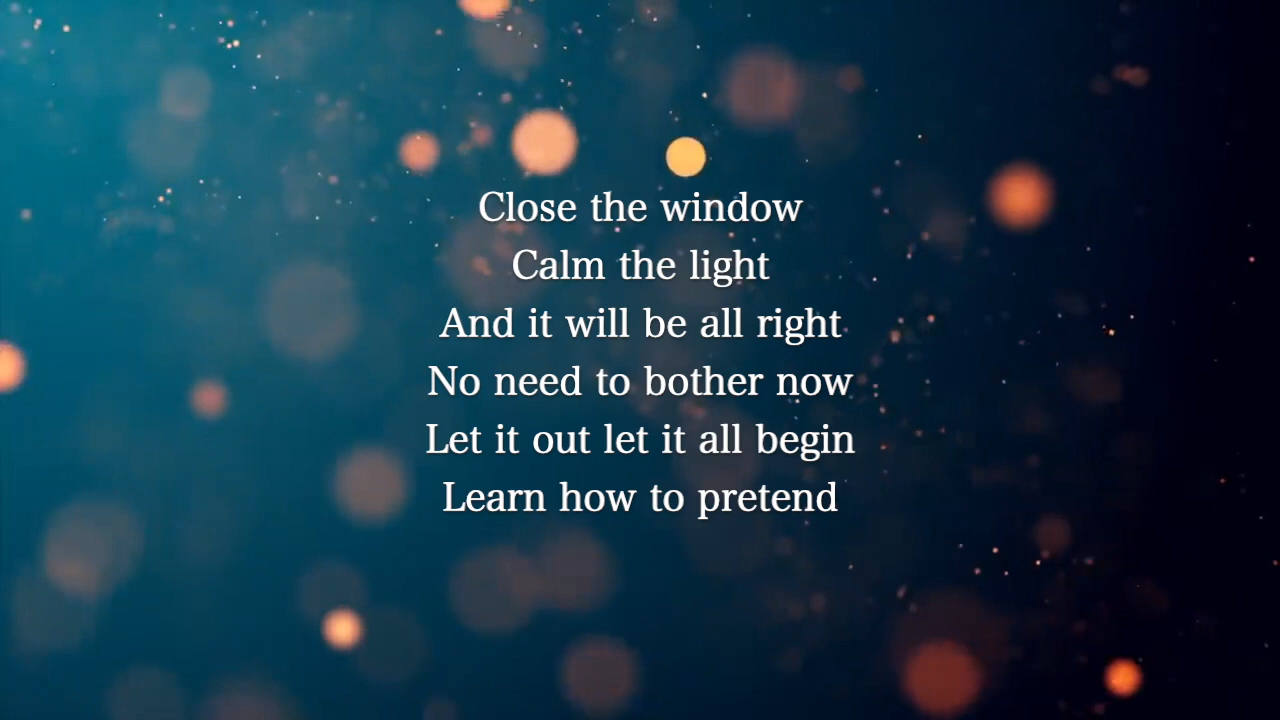 Close the window
Calm the light
And it will be all right
No need to bother now
Let it out let it all begin
Learn how to pretend